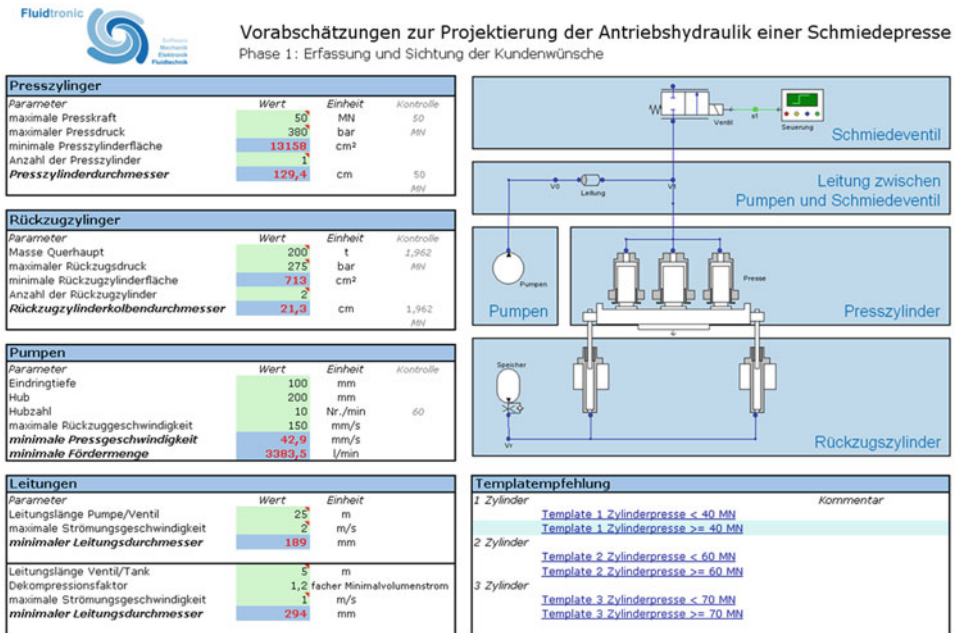 Fluidtronic
Software
Mechanik
Elektronik
Fluidtechnik
Vorabschätzungen zur Projektierung der Antriebshydraulik einer Schmiedepresse
Phase 1: Erfassung und Sichtung der Kundenwünsche
Presszylinger
Parameter Wert Einheit Kontrolle
maximale Presskraft 50 MN 50
maximaler Pressdruck 380 bar MN
minimale Presszylinderfläche 13158 cm²
Anzahl der Presszylinder 1
Presszylinderdurchmesser 129,4 cm 50
MN
Rückzugzylinger
Parameter Wert Einheit Kontrolle
Masse Querhaupt 200 t 1,962
maximaler Rückzugsdruck 275 bar MN
minimale Rückzugzylinderfläche 713 cm²
Anzahl der Rückzugzylinder 2
Rückzugzylinderkolbendurchmesser 21,3 cm 1,962
MN
Pumpen
Parameter Wert Einheit Kontrolle
Eindringtiefe 100 mm
Hub 200 mm
Hubzahl 10 Nr./min 60
maximale Rückzuggeschwindigkeit 150 mm/s
minimale Pressgeschwindigkeit 42,9 mm/s
minimale Fördermenge 3383,5 l/min
Leitungen
Parameter Wert Einheit
Leitungslänge Pumpe/Ventil 25 m
maximale Strömungsgeschwindigkeit 2 m/s
minimaler Leitungsdurchmesser 189 mm
Leitungslänge Ventil/Tank 5 m
Dekompressionsfaktor 1,2 facher Minimalvolumenstrom
maximale Strömungsgeschwindigkeit 1 m/s
minimaler Leitungsdurchmesser 294 mm
Ventil
s1
Seuerung
Schmiedeventil
V0
Leitung
V1
Leitung zwischen
Pumpen und Schmiedeventil
Pumpen
Pumpen
Presse
Presszylinder
Speicher
Vr
Rückzugszylinder
Templatempfehlung
1 Zylinder Kommentar
Template 1 Zylinderpresse < 40 MN
Template 1 Zylinderpresse >= 40 MN
2 Zylinder
Template 2 Zylinderpresse < 60 MN
Template 2 Zylinderpresse >= 60 MN
3 Zylinder
Template 3 Zylinderpresse < 70 MN
Template 3 Zylinderpresse >= 70 MN